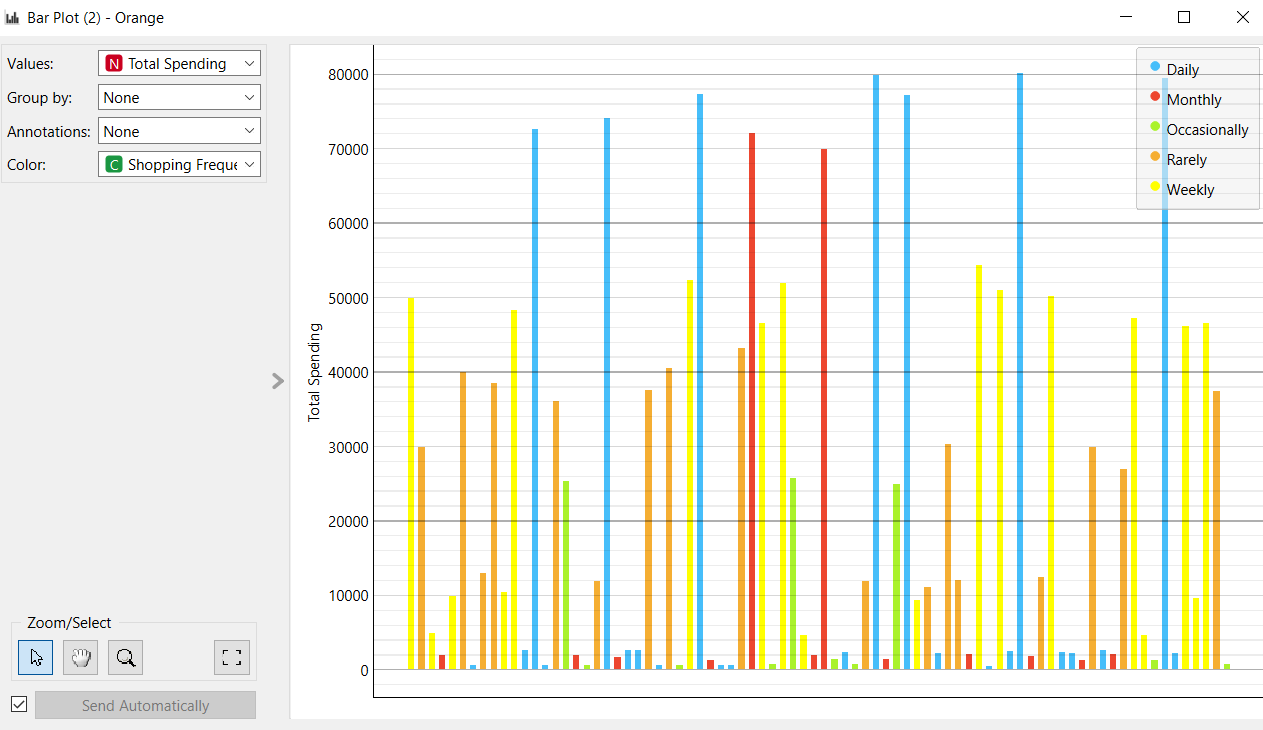 Bar Plot (2) - Orange
Values: N Total Spending
Group by: None
Annotations: None
Color: C Shopping Freque
Zoom/Select
Send Automatically
Total Spending
80000
70000
60000
50000
40000
30000
20000
10000
0
Daily
Monthly
Occasionally
Rarely
Weekly